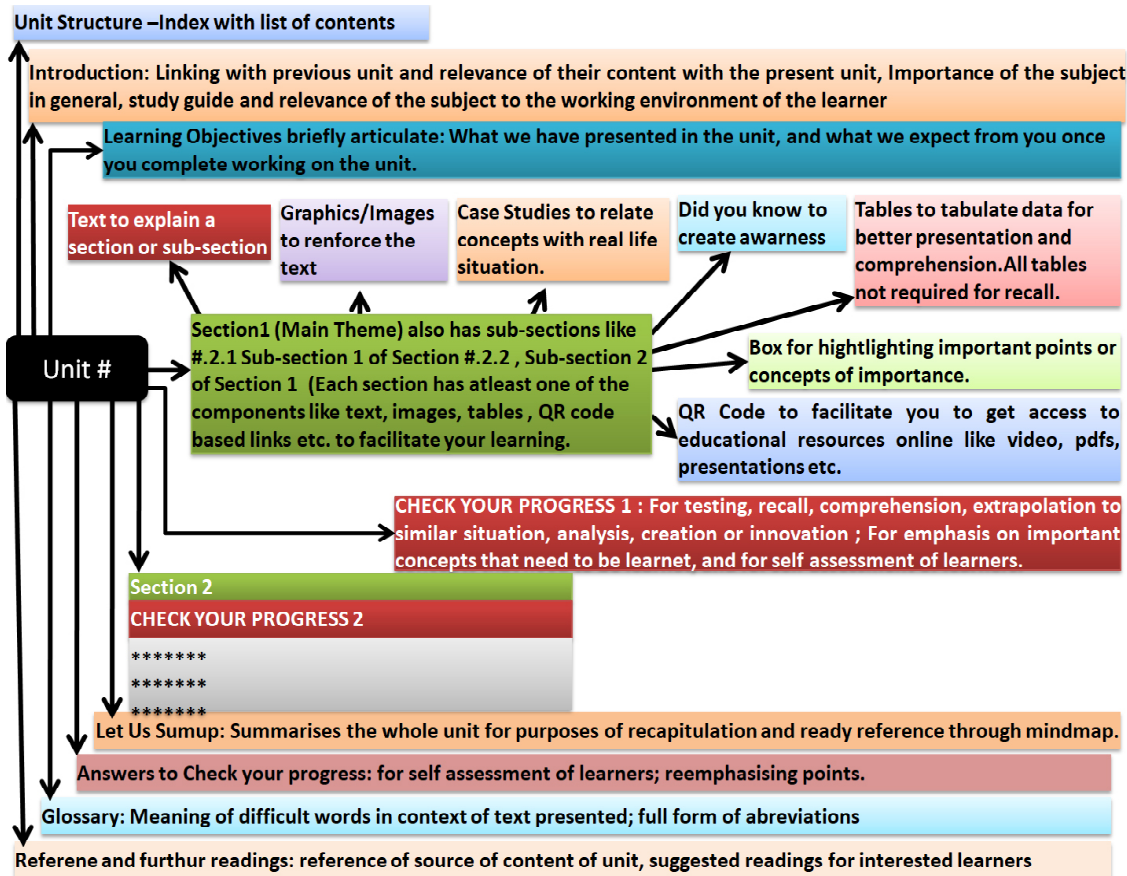 Unit Structure –Index with list of contents
Introduction: Linking with previous unit and relevance of their content with the present unit, Importance of the subject
in general, study guide and relevance of the subject to the working environment of the learner
Learning Objectives briefly articulate: What we have presented in the unit, and what we expect from you once
you complete working on the unit.
Text to explain a
section or sub-section
Graphics/Images
to renforce the
text
Case Studies to relate
concepts with real life
situation.
Did you know to
create awarness
Tables to tabulate data for
better presentation and
comprehension.All tables
not required for recall.
Unit #
Section1 (Main Theme) also has sub-sections like
#.2.1 Sub-section 1 of Section #.2.2 , Sub-section 2
of Section 1 (Each section has atleast one of the
components like text, images, tables , QR code
based links etc. to facilitate your learning.
Box for hightlighting important points or
concepts of importance.
QR Code to facilitate you to get access to
educational resources online like video, pdfs,
presentations etc.
CHECK YOUR PROGRESS 1 : For testing, recall, comprehension, extrapolation to
similar situation, analysis, creation or innovation ; For emphasis on important
concepts that need to be learnet, and for self assessment of learners.
Section 2
CHECK YOUR PROGRESS 2
*******
*******
*******
Let Us Sumup: Summarises the whole unit for purposes of recapitulation and ready reference through mindmap.
Answers to Check your progress: for self assessment of learners; reemphasising points.
Glossary: Meaning of difficult words in context of text presented; full form of abreviations
Referene and furthur readings: reference of source of content of unit, suggested readings for interested learners